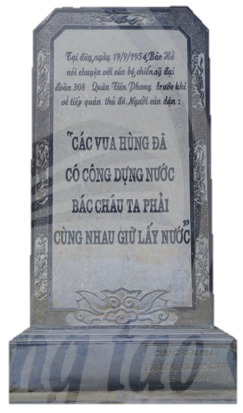 Tại đây, ngày 19/9/1954, Bác Hồ
nói chuyện với cán bộ, chiến sỹ đại
đoàn 308 Quân Tiên Phong trước khi
về tiếp quản thủ đô. Người căn dặn:
"CÁC VUA HÙNG ĐÃ
CÓ CÔNG DỰNG NƯỚC
BÁC CHÁU TA PHẢI
CÙNG NHAU GIỮ LẤY NƯỚC"
ng tạo